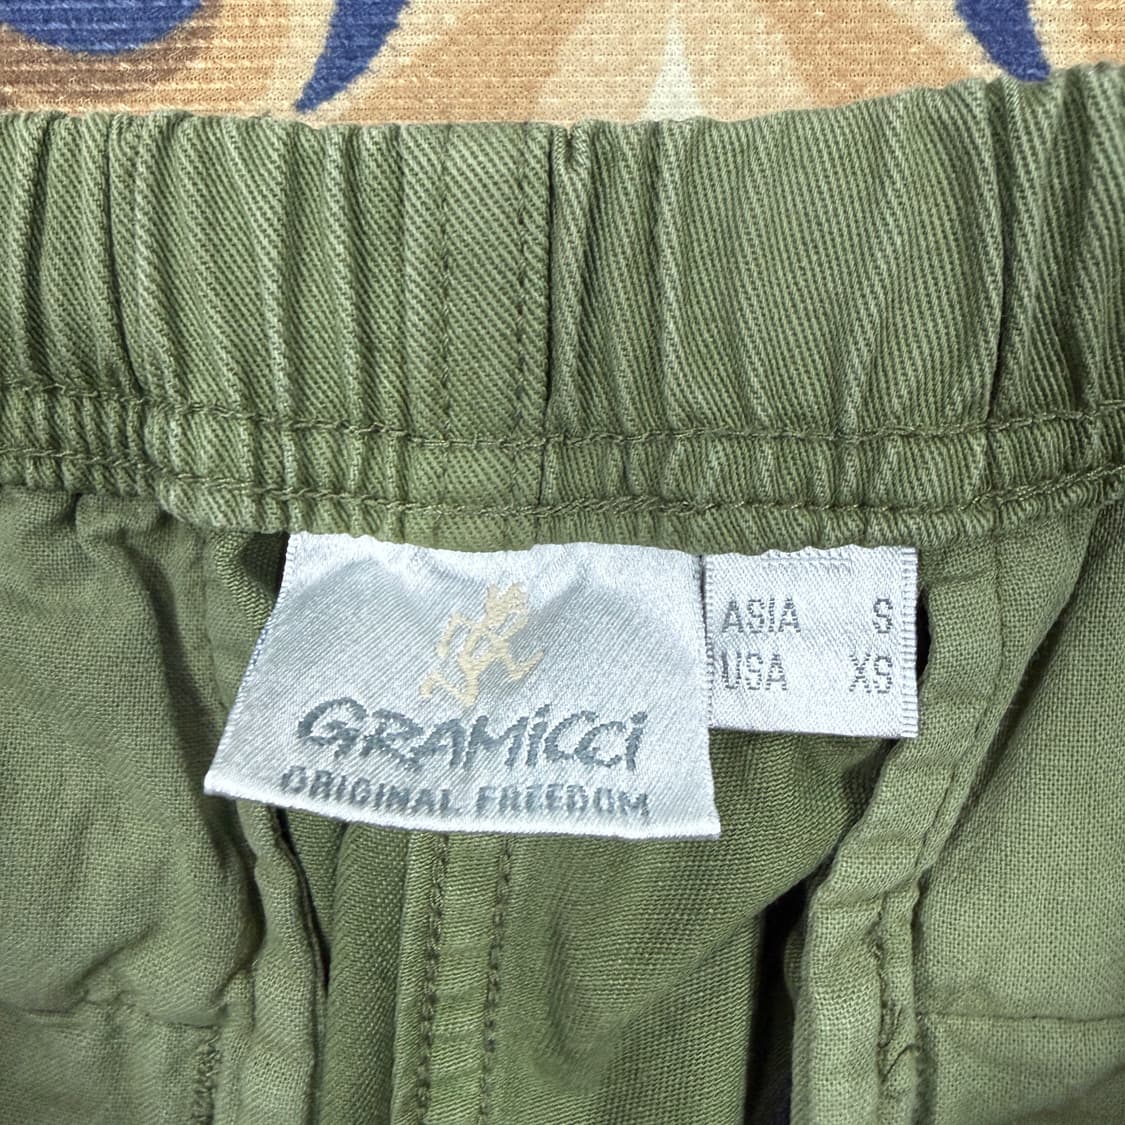 GRAMiCCi
ORIGINAL FREEDOM
ASIA S
USA XS